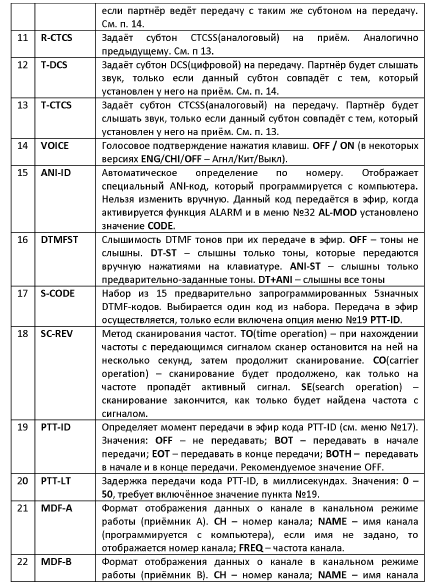 если партнёр ведёт передачу с таким же субтоном на передачу.
См. п. 14.
11 R-CTCS Задаёт субтон CTCSS(аналоговый) на приём. Аналогично
предыдущему. См. п 13.
12 T-DCS Задаёт субтон DCS(цифровой) на передачу. Партнёр будет слышать
звук, только если данный субтон совпадёт с тем, который
установлен у него на приём. См. п. 14.
13 T-CTCS Задаёт субтон CTCSS(аналоговый) на передачу. Партнёр будет
слышать звук, только если данный субтон совпадёт с тем, который
установлен у него на приём. См. п. 13.
14 VOICE Голосовое подтверждение нажатия клавиш. OFF / ON (в некоторых
версиях ENG/CHI/OFF – Агнл/Кит/Выкл).
15 ANI-ID Автоматическое определение по номеру. Отображает
специальный ANI-код, который программируется с компьютера.
Нельзя изменить вручную. Данный код передаётся в эфир, когда
активируется функция ALARM и в меню №32 AL-MOD установлено
значение CODE.
16 DTMFST Слышимость DTMF тонов при их передаче в эфир. OFF – тоны не
слышны. DT-ST – слышны только тоны, которые передаются
вручную нажатиями на клавиатуре. ANI-ST – слышны только
предварительно-заданные тоны. DT+ANI – слышны все тоны
17 S-CODE Набор из 15 предварительно запрограммированных 5значных
DTMF-кодов. Выбирается один код из набора. Передача в эфир
осуществляется, только если включена опция меню №19 PTT-ID.
18 SC-REV Метод сканирования частот. TO(time operation) – при нахождении
частоты с передающимся сигналом сканер остановится на ней на
несколько секунд, затем продолжит сканирование. CO(carrier
operation) – сканирование будет продолжено, как только на
частоте пропадёт активный сигнал. SE(search operation) –
сканирование закончится, как только будет найдена частота с
сигналом.
19 PTT-ID Определяет момент передачи в эфир кода PTT-ID (см. меню №17).
Значения: OFF – не передавать; BOT – передавать в начале
передачи; EOT – передавать в конце передачи; BOTH – передавать
в начале и в конце передачи. Рекомендуемое значение OFF.
20 PTT-LT Задержка передачи кода PTT-ID, в миллисекундах. Значения: 0 –
50, требует включённое значение пункта №19.
21 MDF-A Формат отображения данных о канале в канальном режиме
работы (приёмник А). CH – номер канала; NAME – имя канала
(программируется с компьютера), если имя не задано, то
отображается номер канала; FREQ – частота канала.
22 MDF-B Формат отображения данных о канале в канальном режиме
работы (приёмник В). CH – номер канала; NAME – имя канала